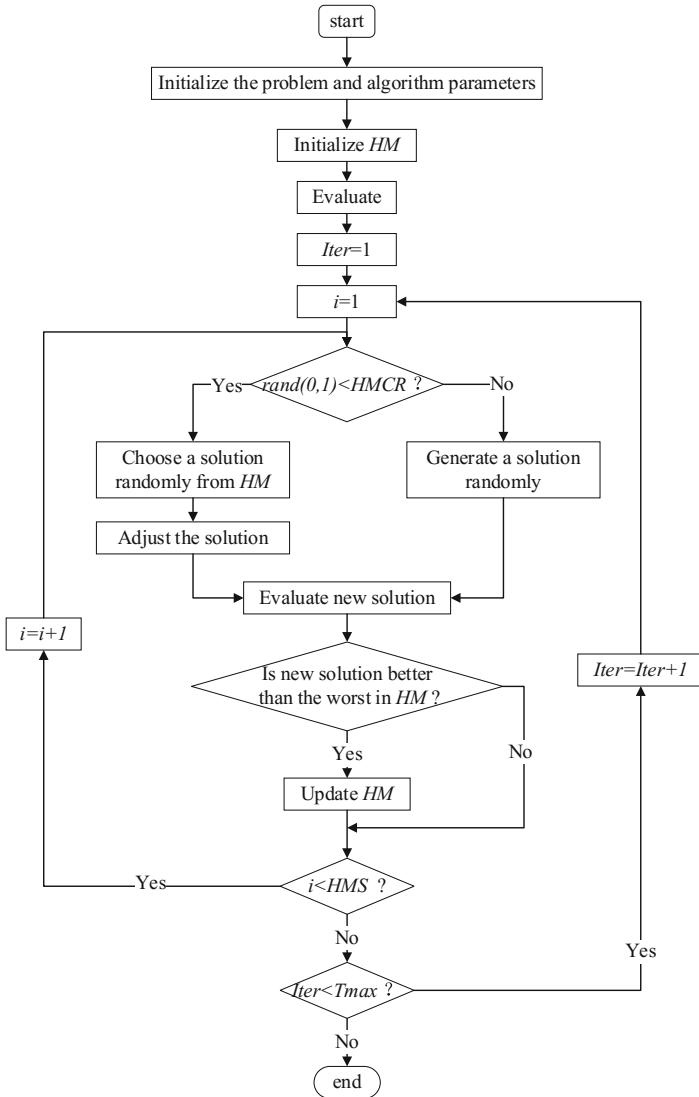 start
Initialize the problem and algorithm parameters
Initialize HM
Evaluate
Iter=1
i=1
rand(0,1)<HMCR ?
Yes
No
Choose a solution
randomly from HM
Generate a solution
randomly
Adjust the solution
Evaluate new solution
i=i+1
Is new solution better
than the worst in HM ?
Iter=Iter+1
Yes
No
Update HM
i<HMS ?
Yes
No
Yes
Iter<Tmax ?
No
end